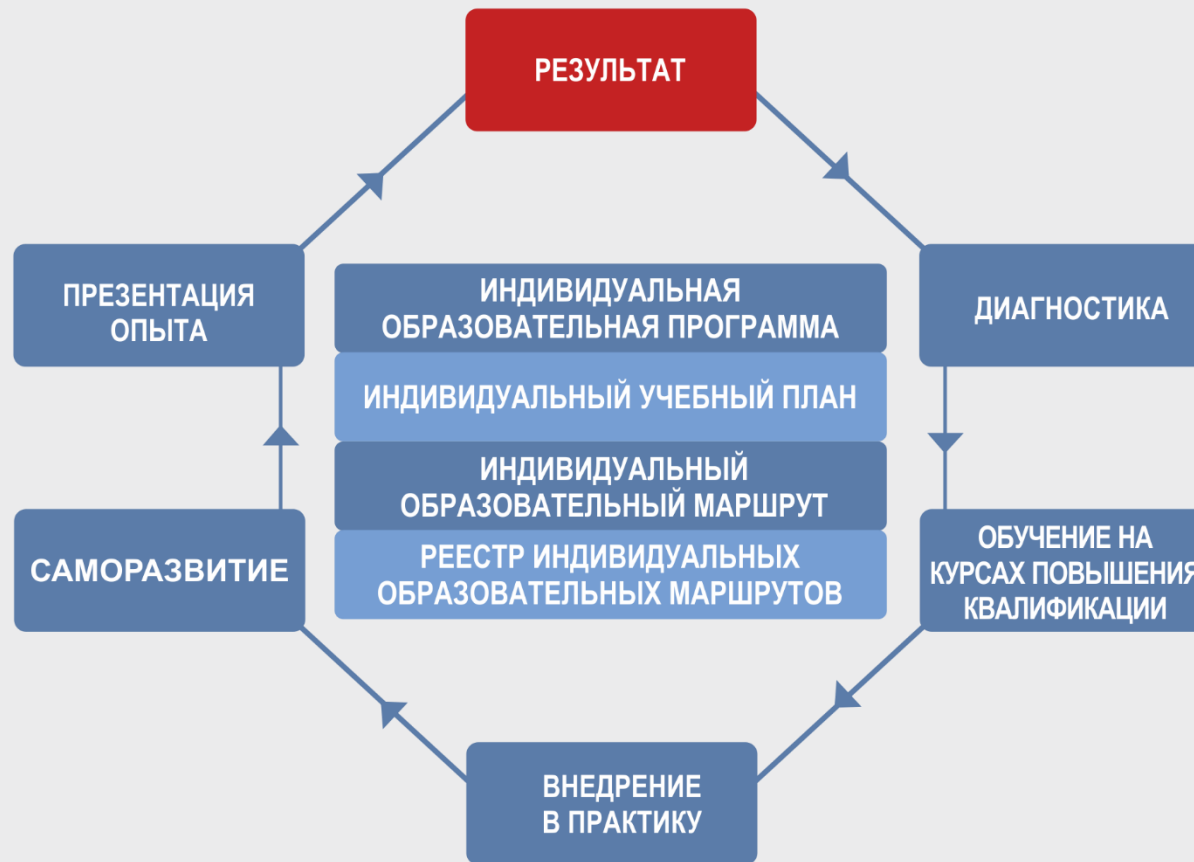 РЕЗУЛЬТАТ
ПРЕЗЕНТАЦИЯ
ОПЫТА
ИНДИВИДУАЛЬНАЯ
ОБРАЗОВАТЕЛЬНАЯ ПРОГРАММА
ДИАГНОСТИКА
ИНДИВИДУАЛЬНЫЙ УЧЕБНЫЙ ПЛАН
ИНДИВИДУАЛЬНЫЙ
ОБРАЗОВАТЕЛЬНЫЙ МАРШРУТ
САМОРАЗВИТИЕ
РЕЕСТР ИНДИВИДУАЛЬНЫХ
ОБРАЗОВАТЕЛЬНЫХ МАРШРУТОВ
ОБУЧЕНИЕ НА
КУРСАХ ПОВЫШЕНИЯ
КВАЛИФИКАЦИИ
ВНЕДРЕНИЕ
В ПРАКТИКУ